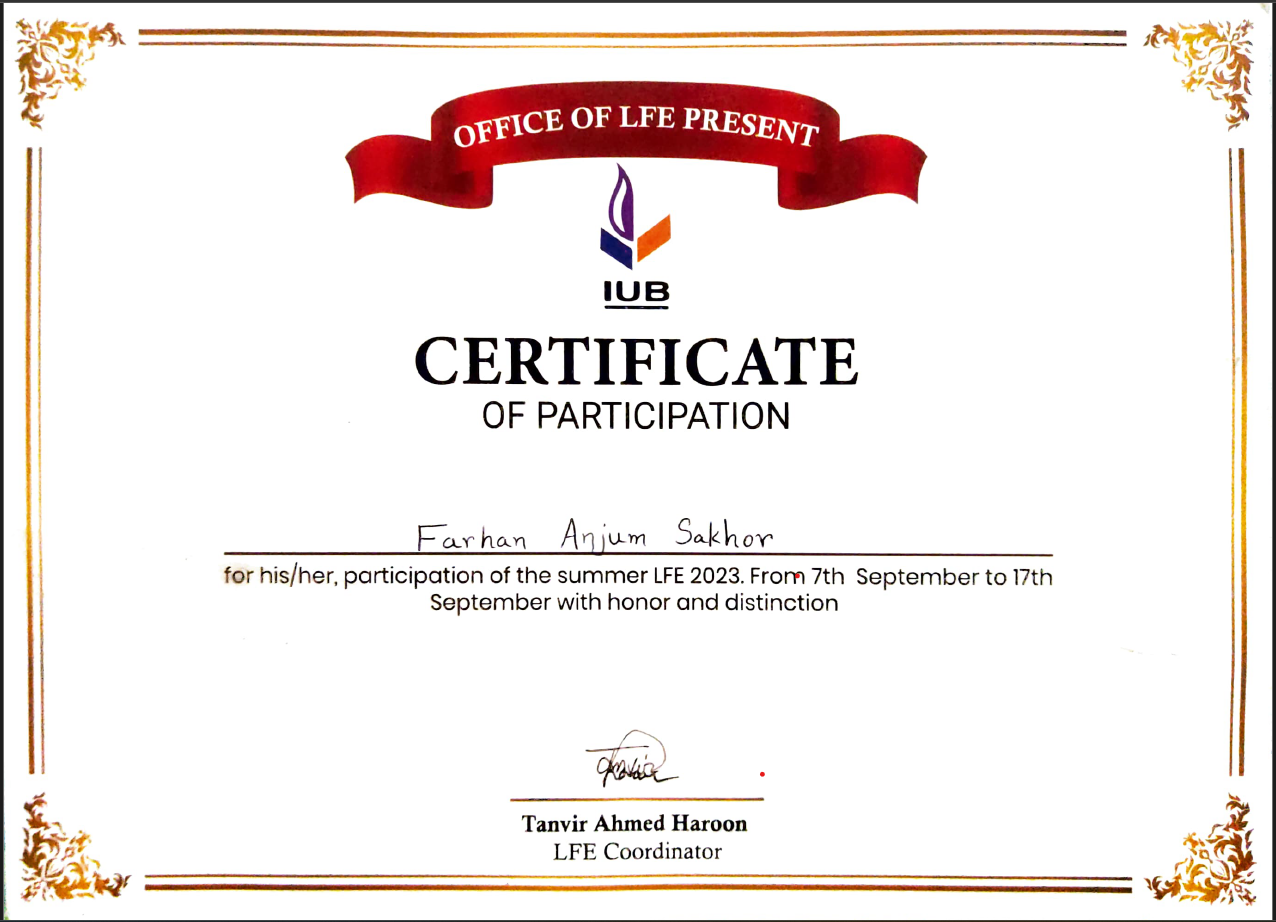 OFFICE OF LFE PRESENT
IUB
CERTIFICATE
OF PARTICIPATION
Farhan Anjum Sakhor
for his/her, participation of the summer LFE 2023. From 7th September to 17th
September with honor and distinction
Tanvir
Tanvir Ahmed Haroon
LFE Coordinator